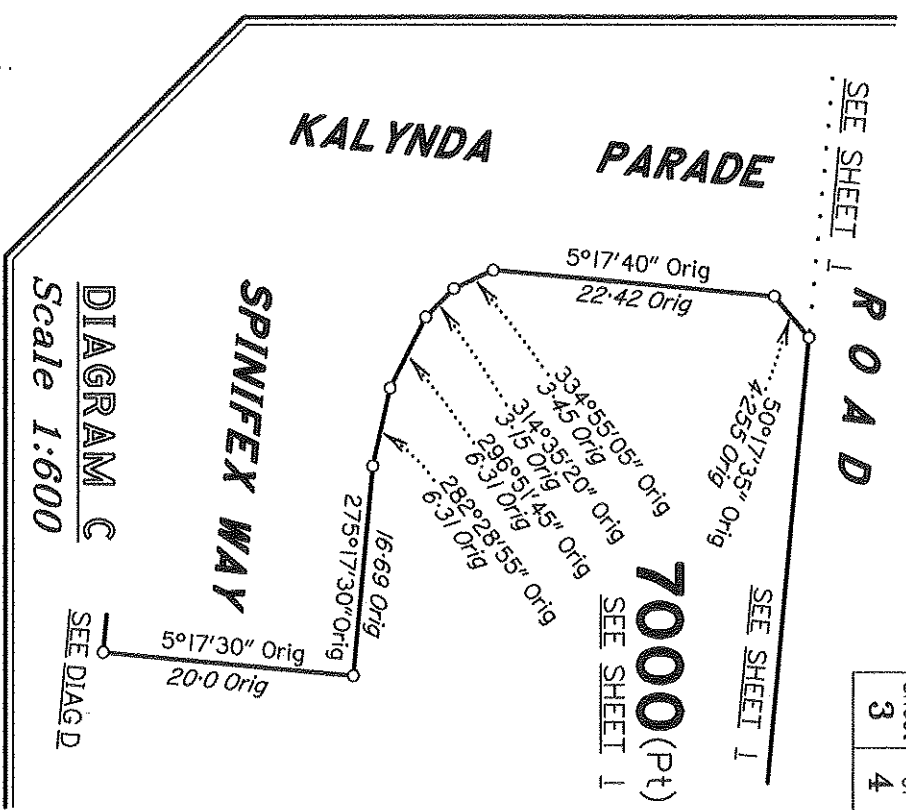 SEE SHEET 1
ROAD
KALYNDA PARADE
5°17'40" Orig
22·42 Orig
50°17'35" Orig
4·255 Orig
334°55'05" Orig
3·45 Orig
314°35'20" Orig
3·15 Orig
296°51'45" Orig
6·31 Orig
282°28'55" Orig
6·31 Orig
SEE SHEET 1
7000(Pt)
SEE SHEET 1
16·69 Orig
275°17'30" Orig
SPINIFEX WAY
5°17'30" Orig
20·0 Orig
SEE DIAG D
DIAGRAM C
Scale 1:600
3
4